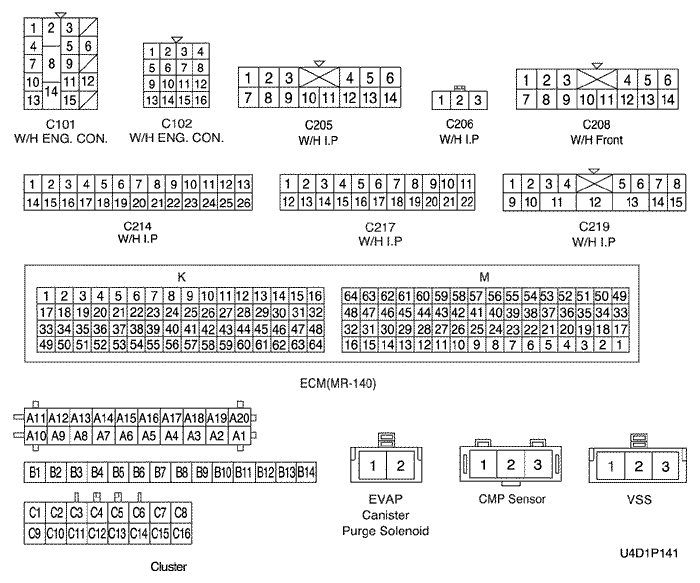 1 2 3
4 5 6
7 8 9
10 11 12
13 14 15
C101
W/H ENG. CON.
1 2 3 4
5 6 7 8
9 10 11 12
13 14 15 16
C102
W/H ENG. CON.
1 2 3 4 5 6
7 8 9 10 11 12 13 14
C205
W/H I.P
1 2 3
C206
W/H I.P
1 2 3 4 5 6
7 8 9 10 11 12 13 14
C208
W/H Front
1 2 3 4 5 6 7 8 9 10 11 12 13
14 15 16 17 18 19 20 21 22 23 24 25 26
C214
W/H I.P
1 2 3 4 5 6 7 8 9 10 11
12 13 14 15 16 17 18 19 20 21 22
C217
W/H I.P
1 2 3 4 5 6 7 8
9 10 11 12 13 14 15
C219
W/H I.P
K
1 2 3 4 5 6 7 8 9 10 11 12 13 14 15 16
17 18 19 20 21 22 23 24 25 26 27 28 29 30 31 32
33 34 35 36 37 38 39 40 41 42 43 44 45 46 47 48
49 50 51 52 53 54 55 56 57 58 59 60 61 62 63 64
M
64 63 62 61 60 59 58 57 56 55 54 53 52 51 50 49
48 47 46 45 44 43 42 41 40 39 38 37 36 35 34 33
32 31 30 29 28 27 26 25 24 23 22 21 20 19 18 17
16 15 14 13 12 11 10 9 8 7 6 5 4 3 2 1
ECM(MR-140)
A11 A12 A13 A14 A15 A16 A17 A18 A19 A20
A10 A9 A8 A7 A6 A5 A4 A3 A2 A1
B1 B2 B3 B4 B5 B6 B7 B8 B9 B10 B11 B12 B13 B14
C1 C2 C3 C4 C5 C6 C7 C8
C9 C10 C11 C12 C13 C14 C15 C16
Cluster
1 2
EVAP
Canister
Purge Solenoid
1 2 3
CMP Sensor
1 2 3
VSS
U4D1P141